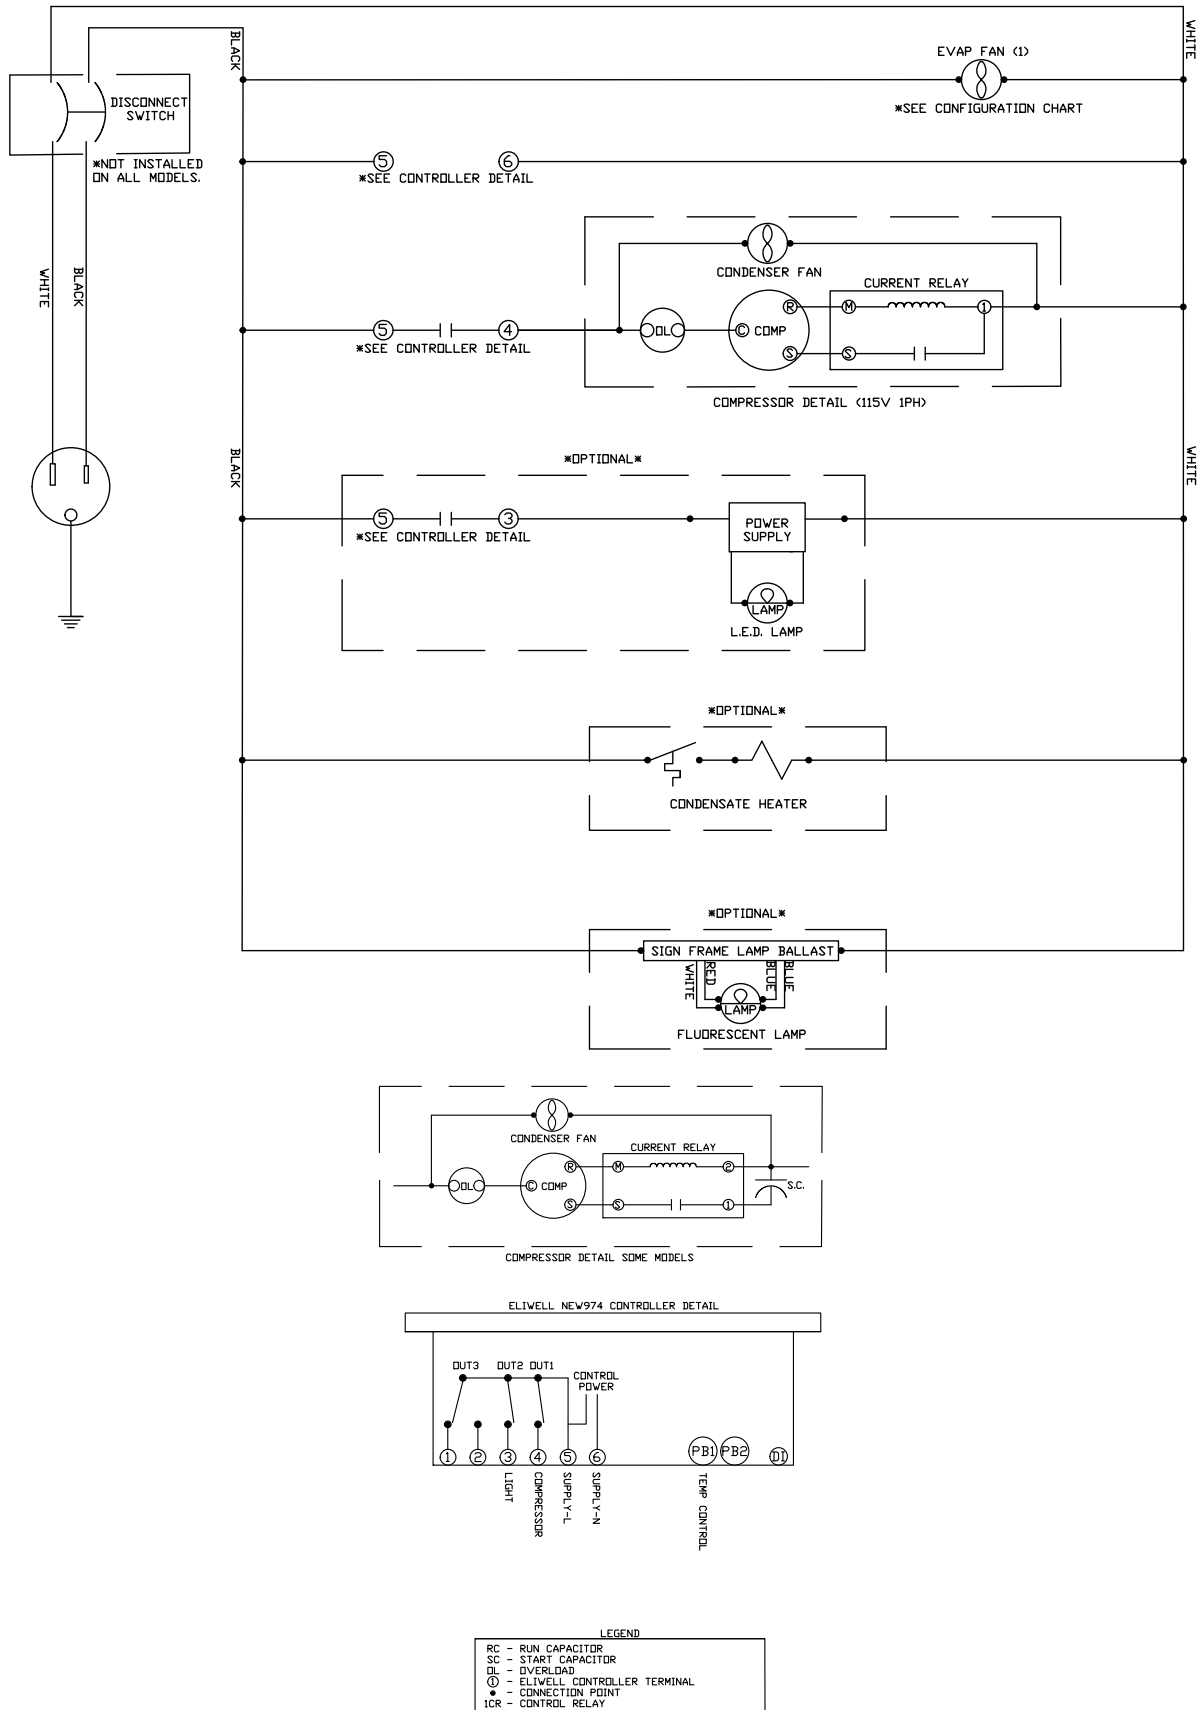 BLACK
WHITE
EVAP FAN (1)
*SEE CONFIGURATION CHART
DISCONNECT
SWITCH
*NOT INSTALLED
ON ALL MODELS.
5
6
*SEE CONTROLLER DETAIL
CONDENSER FAN
CURRENT RELAY
WHITE
BLACK
R
M
1
5
4
OL
C COMP
S
S
*SEE CONTROLLER DETAIL
COMPRESSOR DETAIL (115V 1PH)
BLACK
WHITE
*OPTIONAL*
5
3
*SEE CONTROLLER DETAIL
POWER
SUPPLY
LAMP
L.E.D. LAMP
*OPTIONAL*
CONDENSATE HEATER
*OPTIONAL*
SIGN FRAME LAMP BALLAST
WHITE
RED
BLUE
BLUE
LAMP
FLUORESCENT LAMP
CONDENSER FAN
CURRENT RELAY
R
M
2
OL
C COMP
S.C.
S
S
1
COMPRESSOR DETAIL SOME MODELS
ELIWELL NEW974 CONTROLLER DETAIL
OUT3
OUT2
OUT1
CONTROL
POWER
1
2
3
4
5
6
PB1
PB2
DI
LIGHT
COMPRESSOR
SUPPLY-L
SUPPLY-N
TEMP CONTROL
LEGEND
RC - RUN CAPACITOR
SC - START CAPACITOR
OL - OVERLOAD
① - ELIWELL CONTROLLER TERMINAL
• - CONNECTION POINT
1CR - CONTROL RELAY